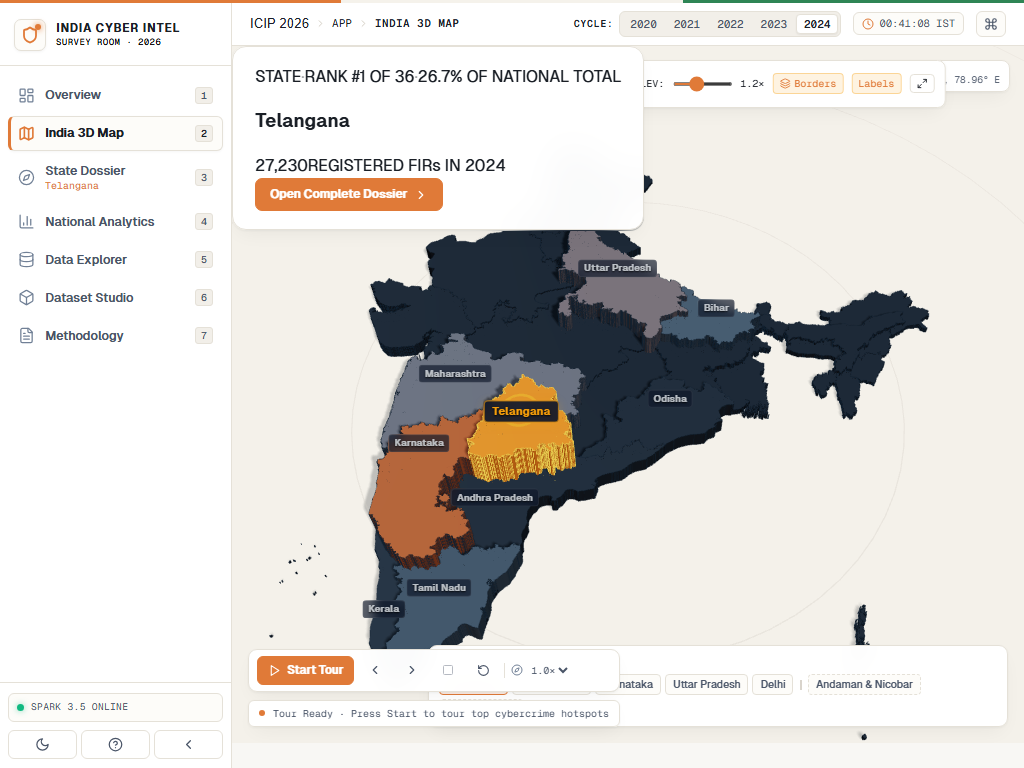 INDIA CYBER INTEL
SURVEY ROOM · 2026
Overview 1
India 3D Map 2
State Dossier 3
Telangana
National Analytics 4
Data Explorer 5
Dataset Studio 6
Methodology 7
SPARK 3.5 ONLINE
ICIP 2026 APP INDIA 3D MAP
CYCLE: 2020 2021 2022 2023 2024
00:41:08 IST
⌘
STATE RANK #1 OF 36·26.7% OF NATIONAL TOTAL
Telangana
27,230REGISTERED FIRs IN 2024
Open Complete Dossier
1.2×
Borders
Labels
78.96° E
Uttar Pradesh
Bihar
Maharashtra
Odisha
Telangana
Karnataka
Andhra Pradesh
Tamil Nadu
Kerala
Start Tour
1.0×
Uttar Pradesh
Delhi
|
Andaman & Nicobar
Tour Ready · Press Start to tour top cybercrime hotspots